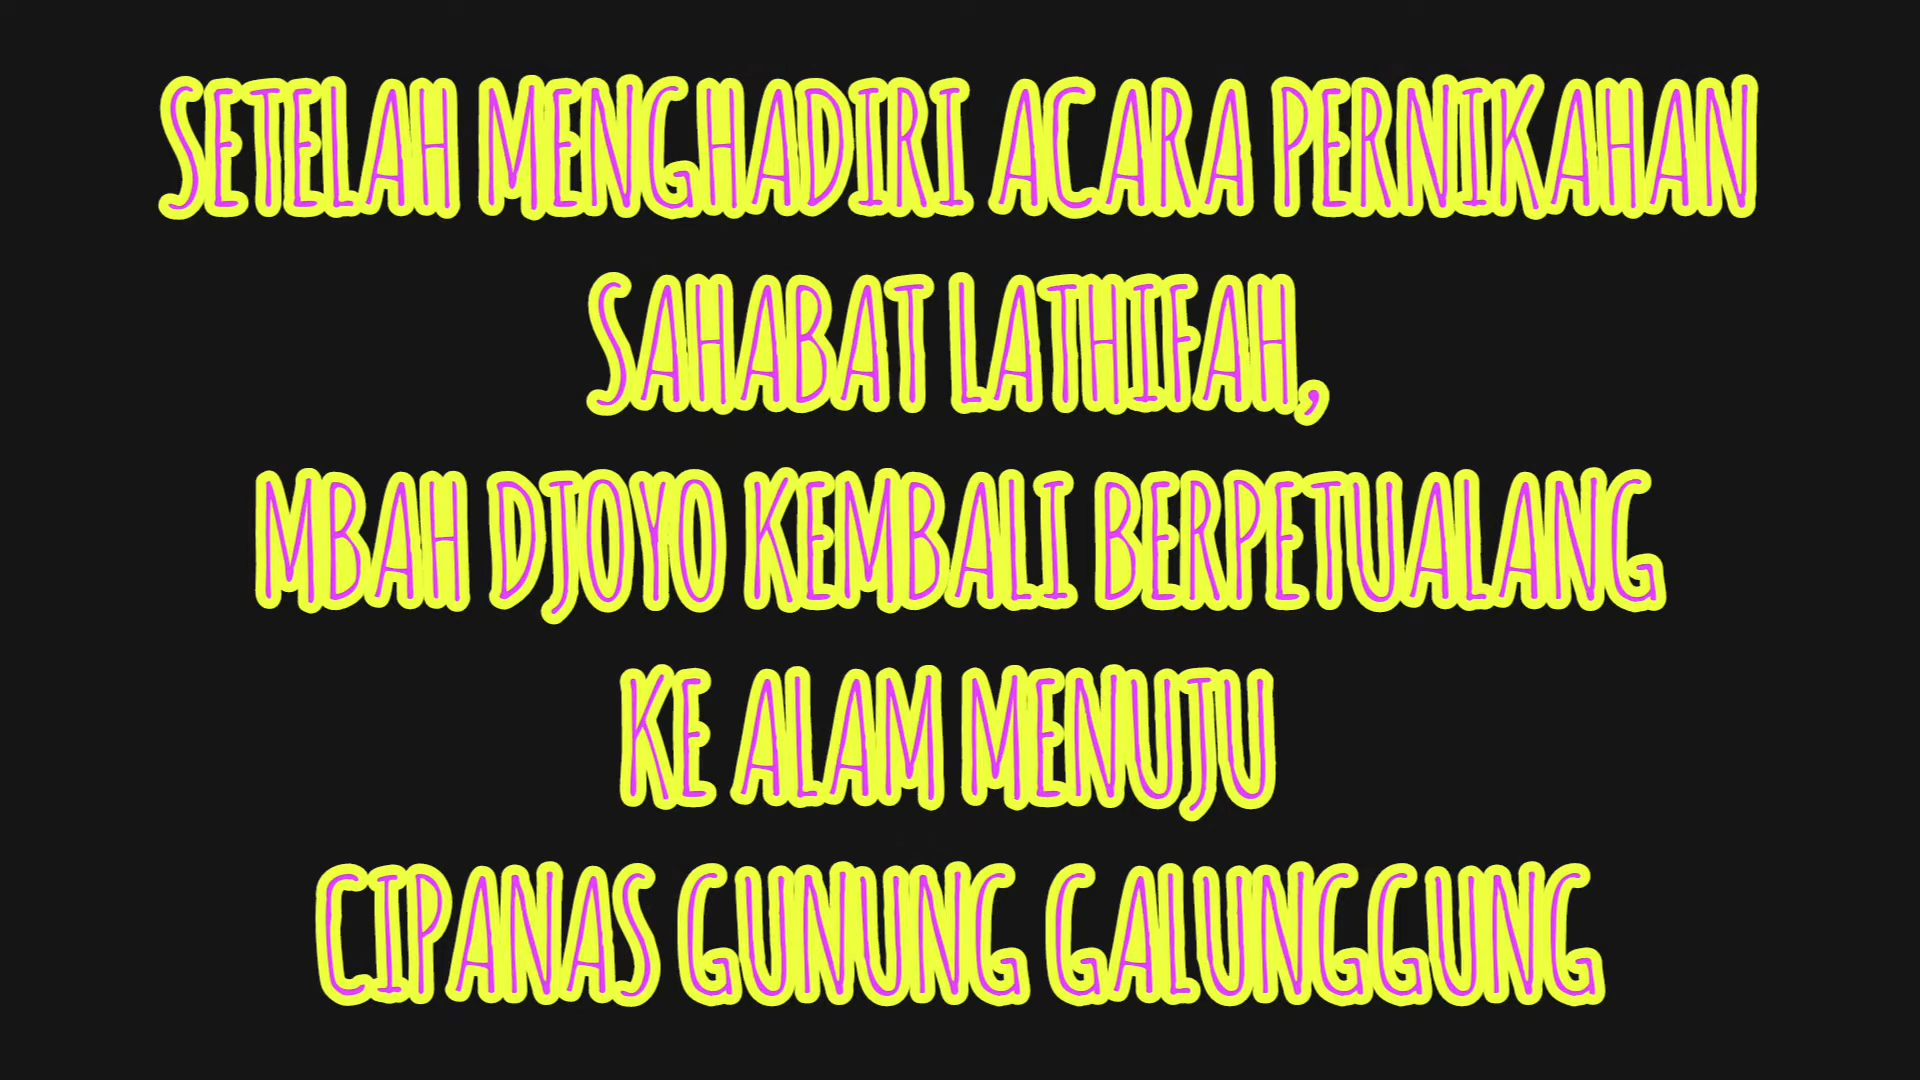 SETELAH MENGHADIRI ACARA PERNIKAHAN
SAHABAT LATHIFAH,
MBAH DJOYO KEMBALI BERPETUALANG
KE ALAM MENUJU
CIPANAS GUNUNG GALUNGGUNG